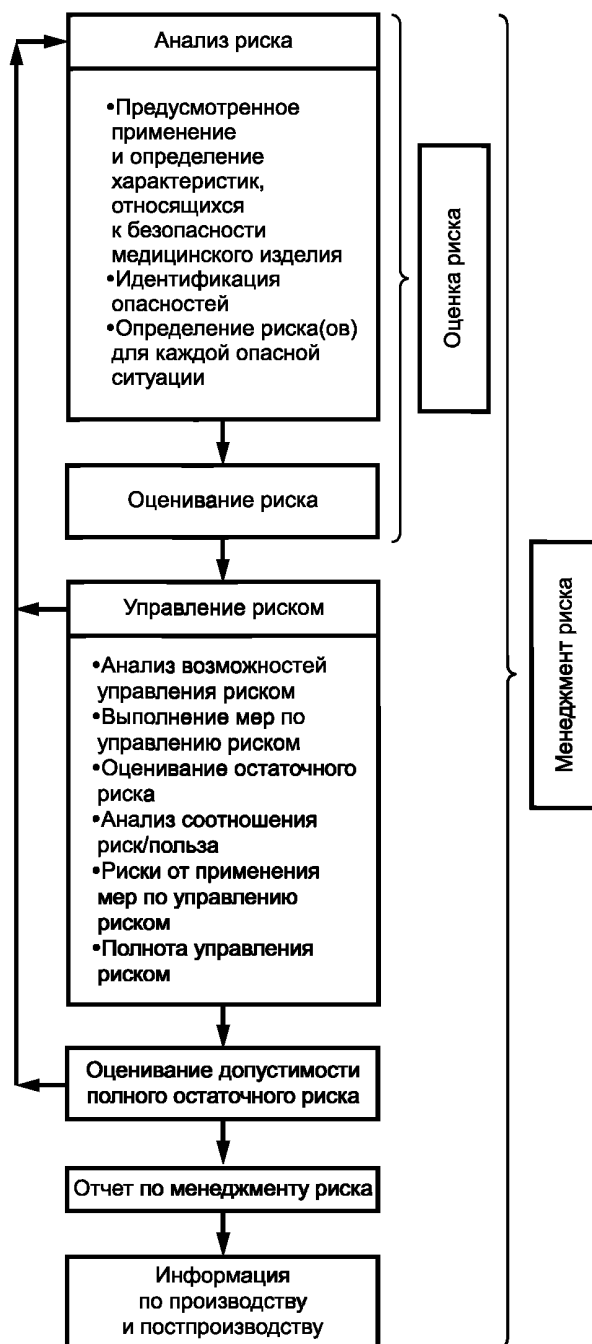 Анализ риска
•Предусмотренное
применение
и определение
характеристик,
относящихся
к безопасности
медицинского изделия
•Идентификация
опасностей
•Определение риска(ов)
для каждой опасной
ситуации
Оценка риска
Оценивание риска
Управление риском
•Анализ возможностей
управления риском
•Выполнение мер по
управлению риском
•Оценивание остаточного
риска
•Анализ соотношения
риск/польза
•Риски от применения
мер по управлению
риском
•Полнота управления
риском
Менеджмент риска
Оценивание допустимости
полного остаточного риска
Отчет по менеджменту риска
Информация
по производству
и постпроизводству